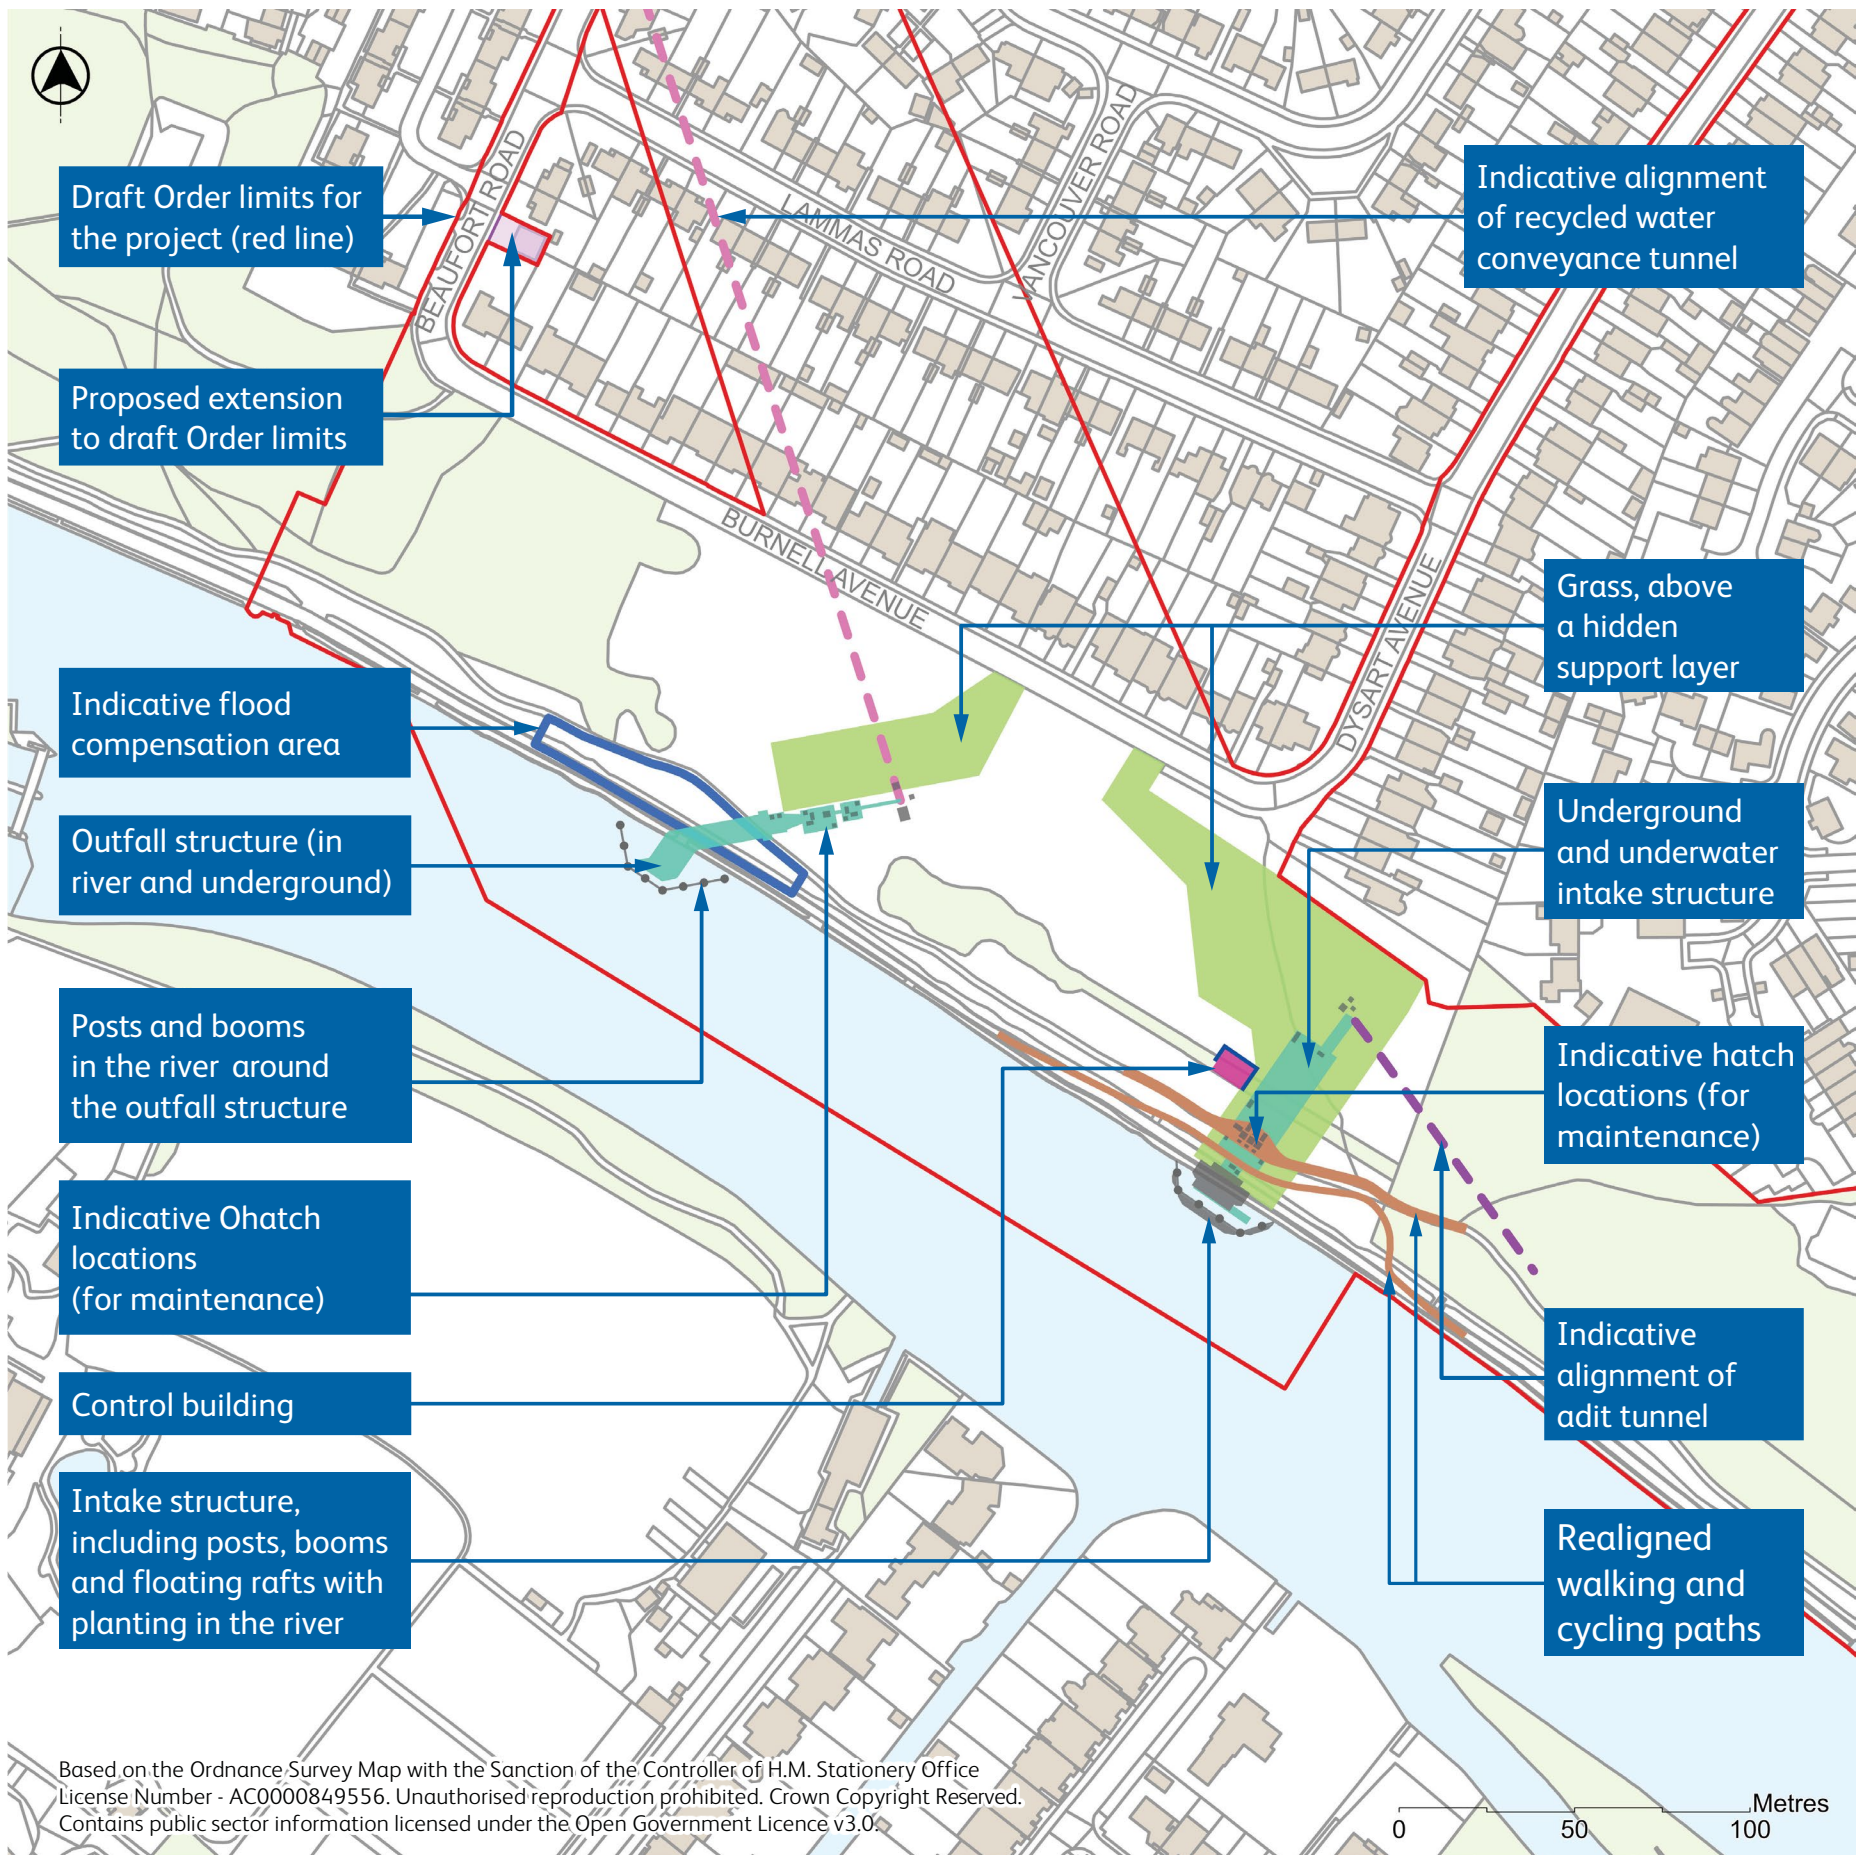 Draft Order limits for
the project (red line)
Proposed extension
to draft Order limits
Indicative flood
compensation area
Outfall structure (in
river and underground)
Posts and booms
in the river around
the outfall structure
Indicative Ohatch
locations
(for maintenance)
Control building
Intake structure,
including posts, booms
and floating rafts with
planting in the river
BEAUFORT ROAD
LAMMAS ROAD
VANCOUVER ROAD
BURNELL AVENUE
DYSART AVENUE
Indicative alignment
of recycled water
conveyance tunnel
Grass, above
a hidden
support layer
Underground
and underwater
intake structure
Indicative hatch
locations (for
maintenance)
Indicative
alignment of
adit tunnel
Realigned
walking and
cycling paths
Based on the Ordnance Survey Map with the Sanction of the Controller of H.M. Stationery Office
License Number - AC0000849556. Unauthorised reproduction prohibited. Crown Copyright Reserved.
Contains public sector information licensed under the Open Government Licence v3.0.
Metres
0 50 100